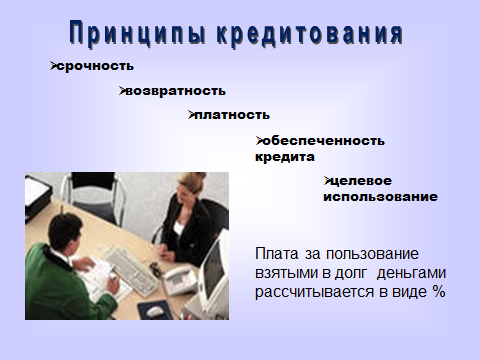 Принципы кредитования
➢срочность
➢возвратность
➢платность
➢обеспеченность
кредита
➢целевое
использование
Плата за пользование
взятыми в долг деньгами
рассчитывается в виде %